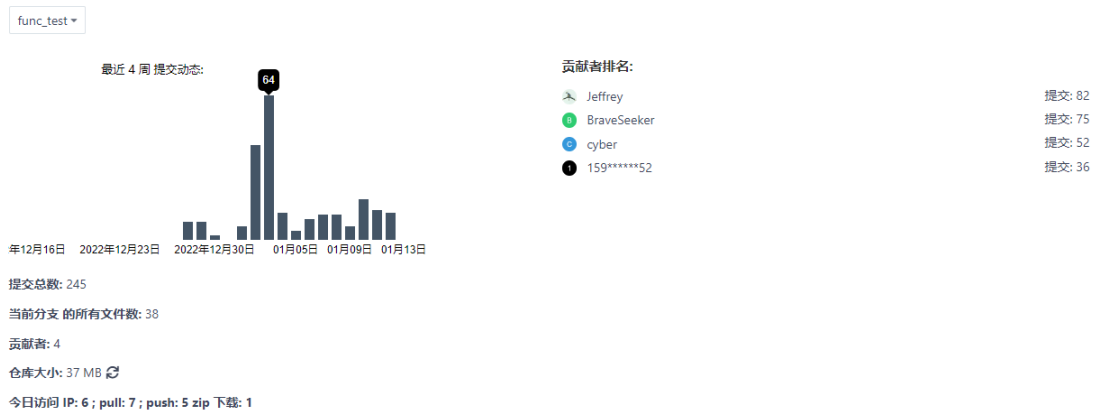 func_test
最近 4 周 提交动态:
64
年12月16日 2022年12月23日 2022年12月30日 01月05日 01月09日 01月13日
贡献者排名:
Jeffrey 提交: 82
B BraveSeeker 提交: 75
C cyber 提交: 52
1 159******52 提交: 36
提交总数: 245
当前分支 的所有文件数: 38
贡献者: 4
仓库大小: 37 MB
今日访问 IP: 6 ; pull: 7 ; push: 5 zip 下载: 1